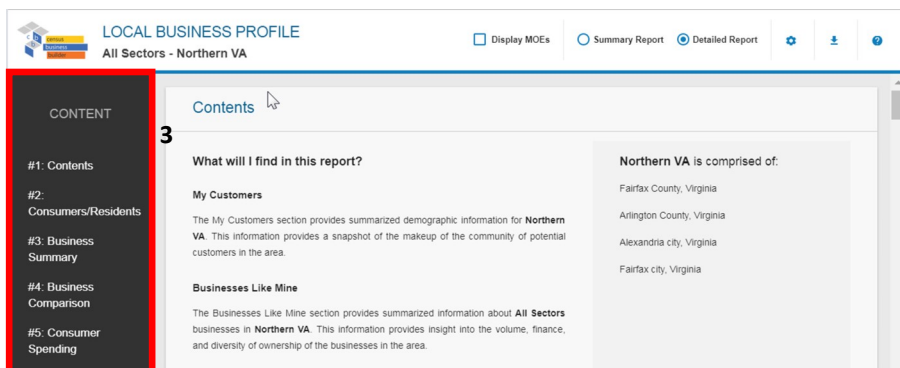 census
business
builder
LOCAL BUSINESS PROFILE
All Sectors - Northern VA
Display MOEs
Summary Report
Detailed Report
CONTENT
#1: Contents
#2:
Consumers/Residents
#3: Business
Summary
#4: Business
Comparison
#5: Consumer
Spending
3
Contents
What will I find in this report?
My Customers
The My Customers section provides summarized demographic information for Northern
VA. This information provides a snapshot of the makeup of the community of potential
customers in the area.
Businesses Like Mine
The Businesses Like Mine section provides summarized information about All Sectors
businesses in Northern VA. This information provides insight into the volume, finance,
and diversity of ownership of the businesses in the area.
Northern VA is comprised of:
Fairfax County, Virginia
Arlington County, Virginia
Alexandria city, Virginia
Fairfax city, Virginia